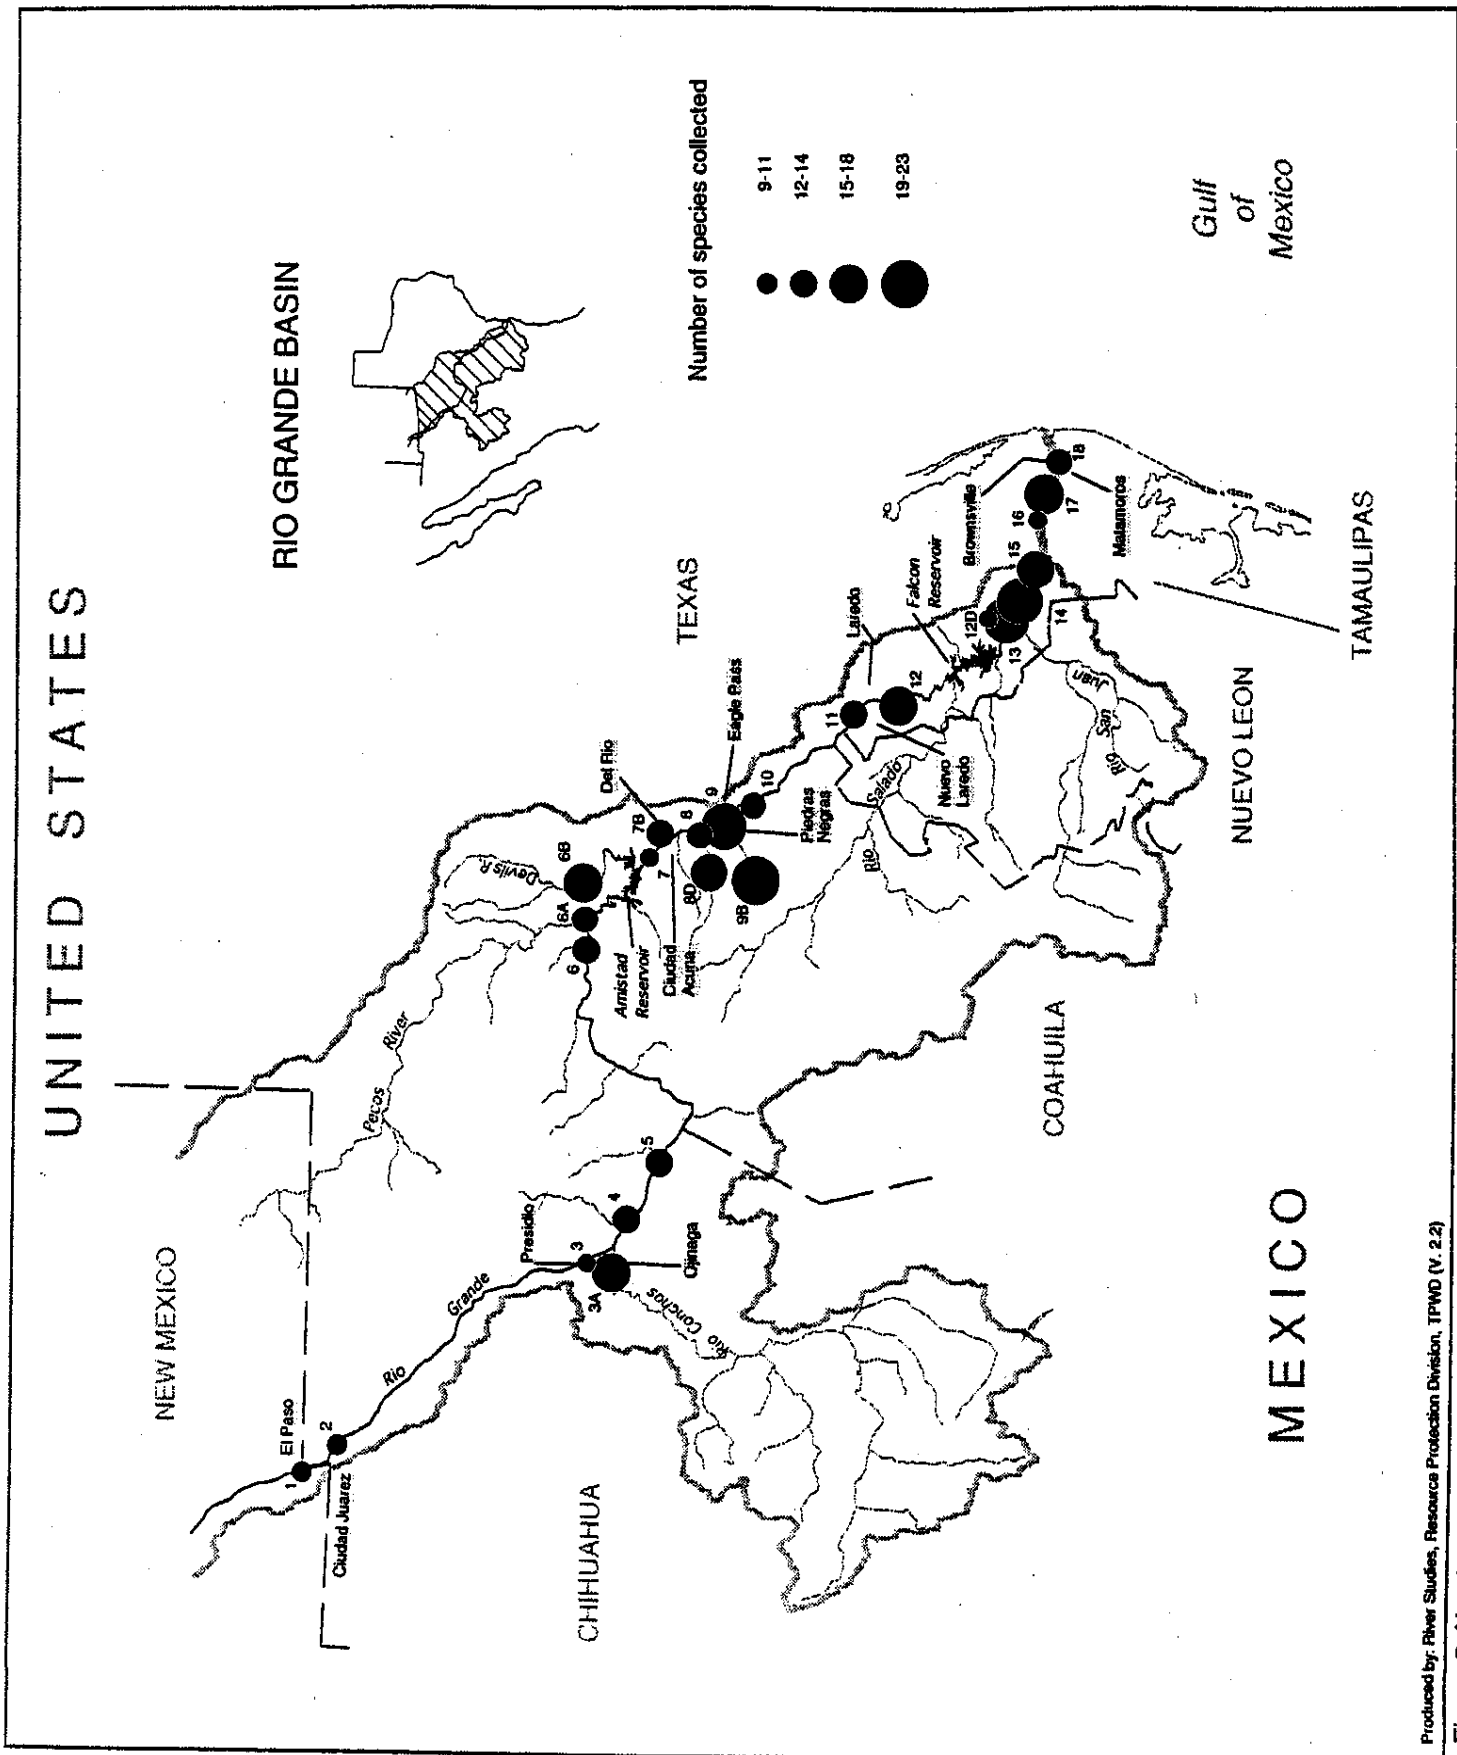 UNITED STATES
RIO GRANDE BASIN
NEW MEXICO
TEXAS
Number of species collected
9-11
12-14
15-18
19-23
Gulf
of
Mexico
El Paso
1
2
Ciudad Juarez
Rio
Grande
Pecos
River
Presidio
3
3A
4
5
Ojinaga
Rio Conchos
CHIHUAHUA
Devils R.
6
6A
6B
Amistad
Reservoir
Del Rio
7B
7
Ciudad
Acuna
8
8D
9
9B
Eagle Pass
Piedras
Negras
10
11
Laredo
12
Nuevo
Laredo
Rio
Salado
Falcon
Reservoir
12D
13
14
15
16
17
18
Brownsville
Matamoros
Rio
San
Juan
COAHUILA
NUEVO LEON
TAMAULIPAS
MEXICO
Produced by: River Studies, Resource Protection Division, TPWD (V. 2.2)